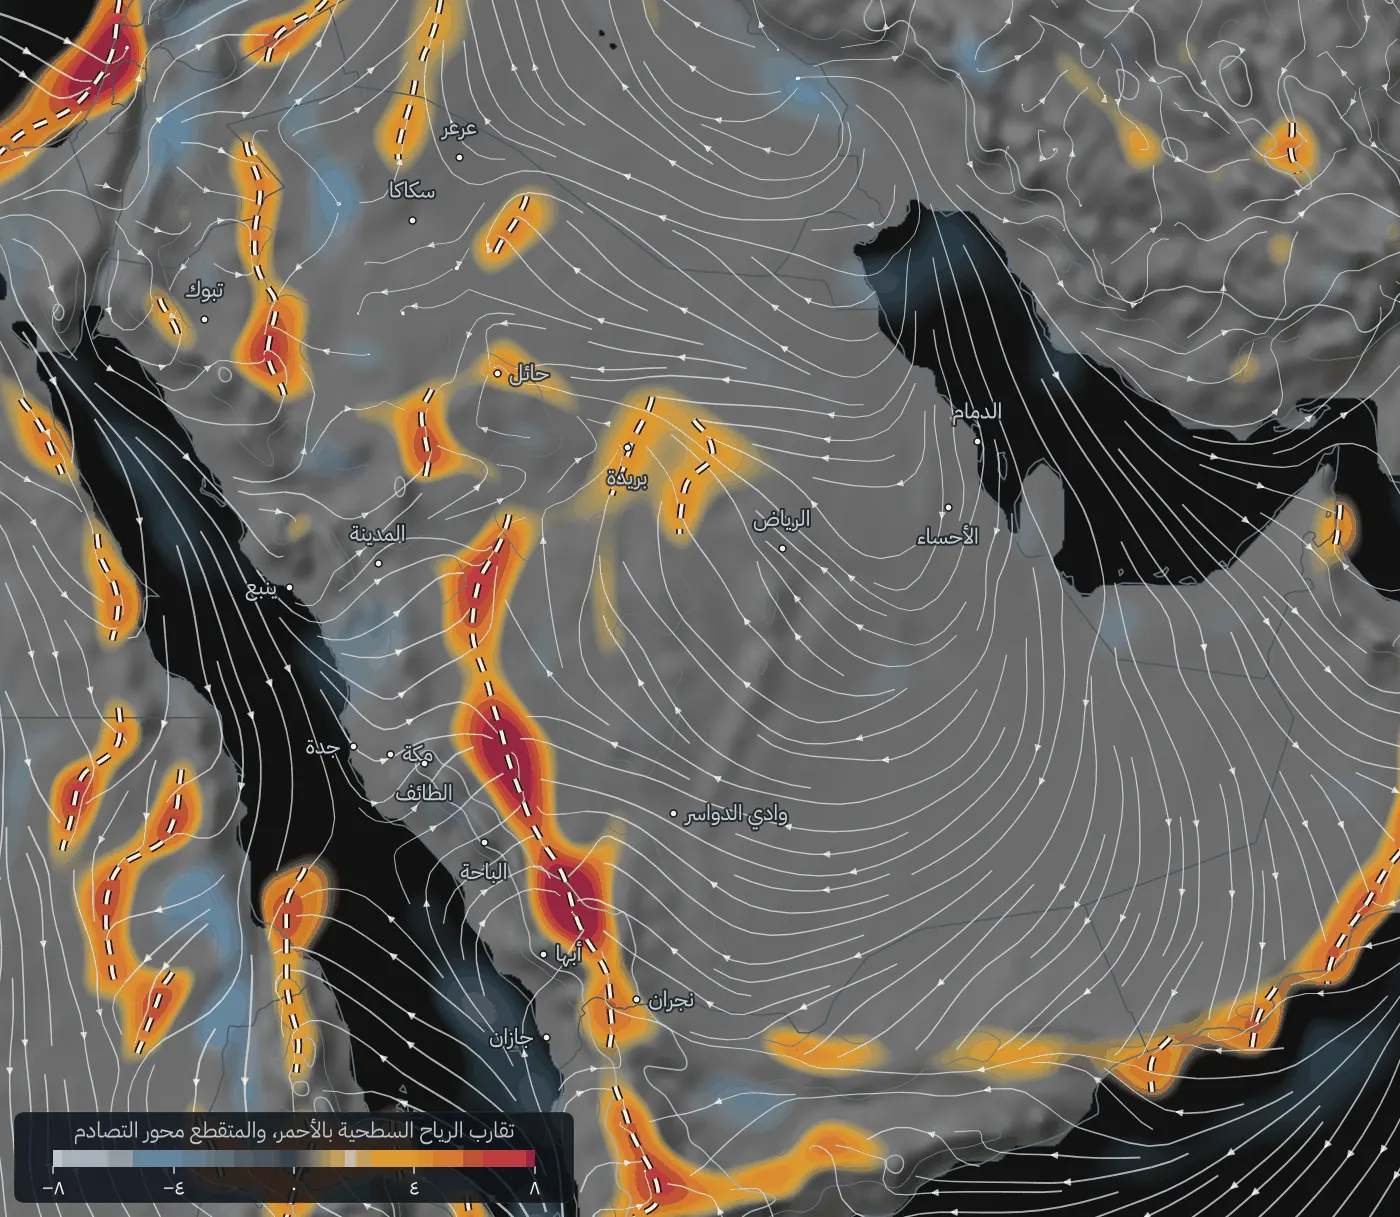 عرعر
سكاكا
تبوك
حائل
الدمام
بريدة
الرياض
الأحساء
المدينة
ينبع
جدة
مكة
الطائف
وادي الدواسر
الباحة
أبها
نجران
جازان
تقارب الرياح السطحية بالأحمر، والمتقطع محور التصادم
−٨ −٤ ٠ ٤ ٨